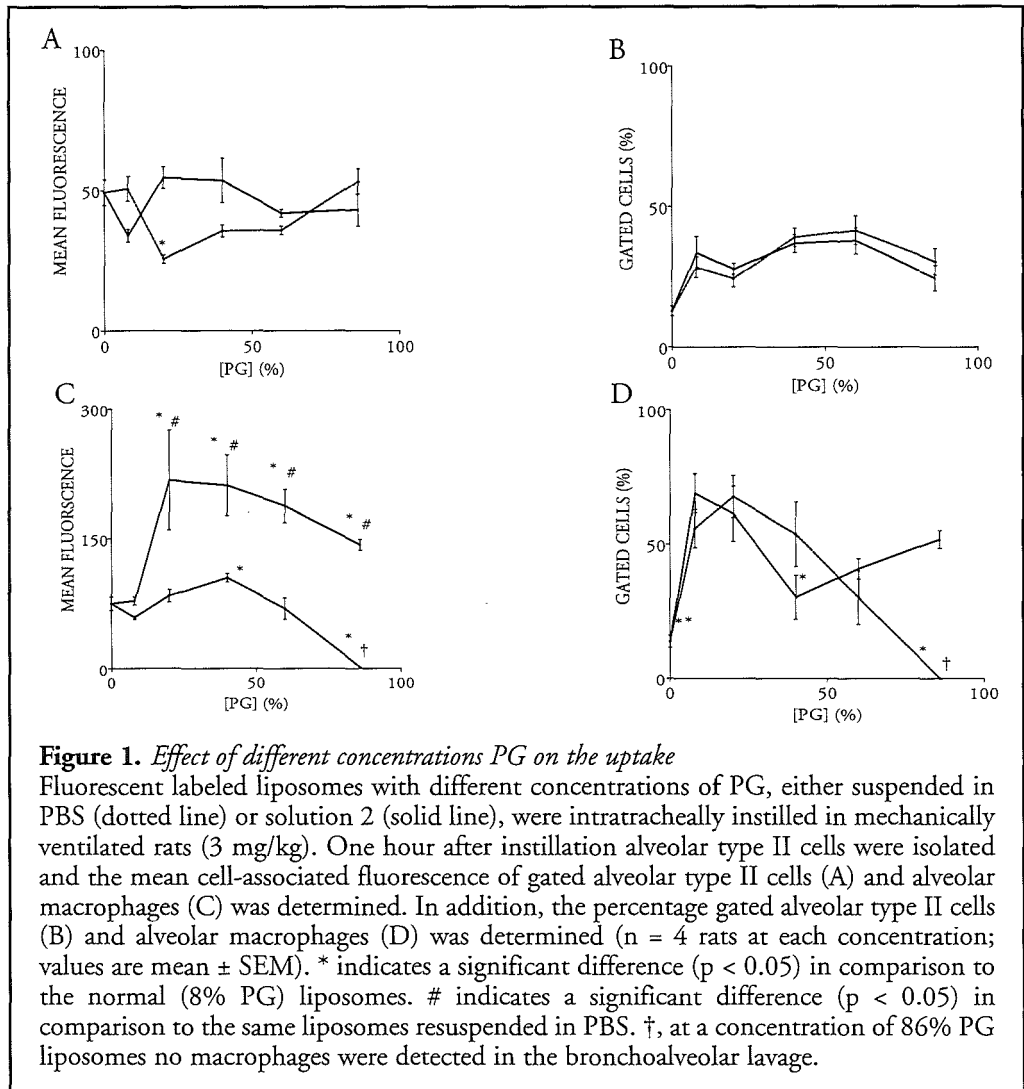 A
100
50
0
MEAN FLUORESCENCE
0 50 100
[PG] (%)
*
B
100
50
0
GATED CELLS (%)
0 50 100
[PG] (%)
C
300
150
0
MEAN FLUORSCENCE
* #
* #
* #
* #
*
* †
0 50 100
[PG] (%)
D
100
50
0
GATED CELLS (%)
* *
*
* †
0 50 100
[PG] (%)
Figure 1. Effect of different concentrations PG on the uptake
Fluorescent labeled liposomes with different concentrations of PG, either suspended in
PBS (dotted line) or solution 2 (solid line), were intratracheally instilled in mechanically
ventilated rats (3 mg/kg). One hour after instillation alveolar type II cells were isolated
and the mean cell-associated fluorescence of gated alveolar type II cells (A) and alveolar
macrophages (C) was determined. In addition, the percentage gated alveolar type II cells
(B) and alveolar macrophages (D) was determined (n = 4 rats at each concentration;
values are mean ± SEM). * indicates a significant difference (p < 0.05) in comparison to
the normal (8% PG) liposomes. # indicates a significant difference (p < 0.05) in
comparison to the same liposomes resuspended in PBS. †, at a concentration of 86% PG
liposomes no macrophages were detected in the bronchoalveolar lavage.